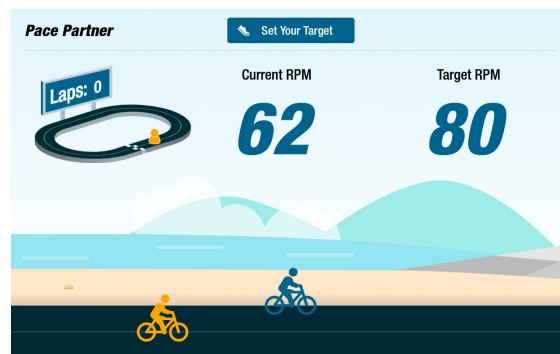 Pace Partner
Set Your Target
Laps: 0
Current RPM
62
Target RPM
80